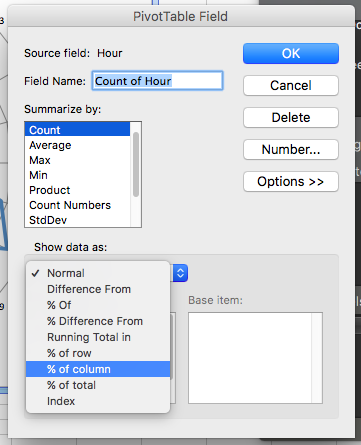 PivotTable Field
Source field: Hour
OK
Field Name: Count of Hour
Cancel
Summarize by:
Delete
Count
Average
Max
Min
Product
Count Numbers
StdDev
Number...
Options >>
Show data as:
✓ Normal
Difference From
% Of
% Difference From
Running Total in
% of row
% of column
% of total
Index
Base item: